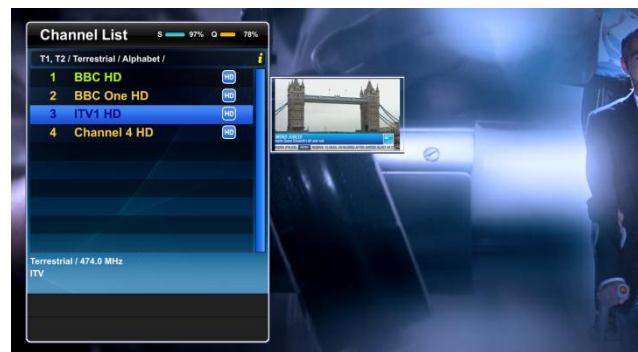 Channel List S 97% Q 78%
T1, T2 / Terrestrial / Alphabet / i
1 BBC HD HD
2 BBC One HD HD
3 ITV1 HD HD
4 Channel 4 HD HD
Terrestrial / 474.0 MHz
ITV